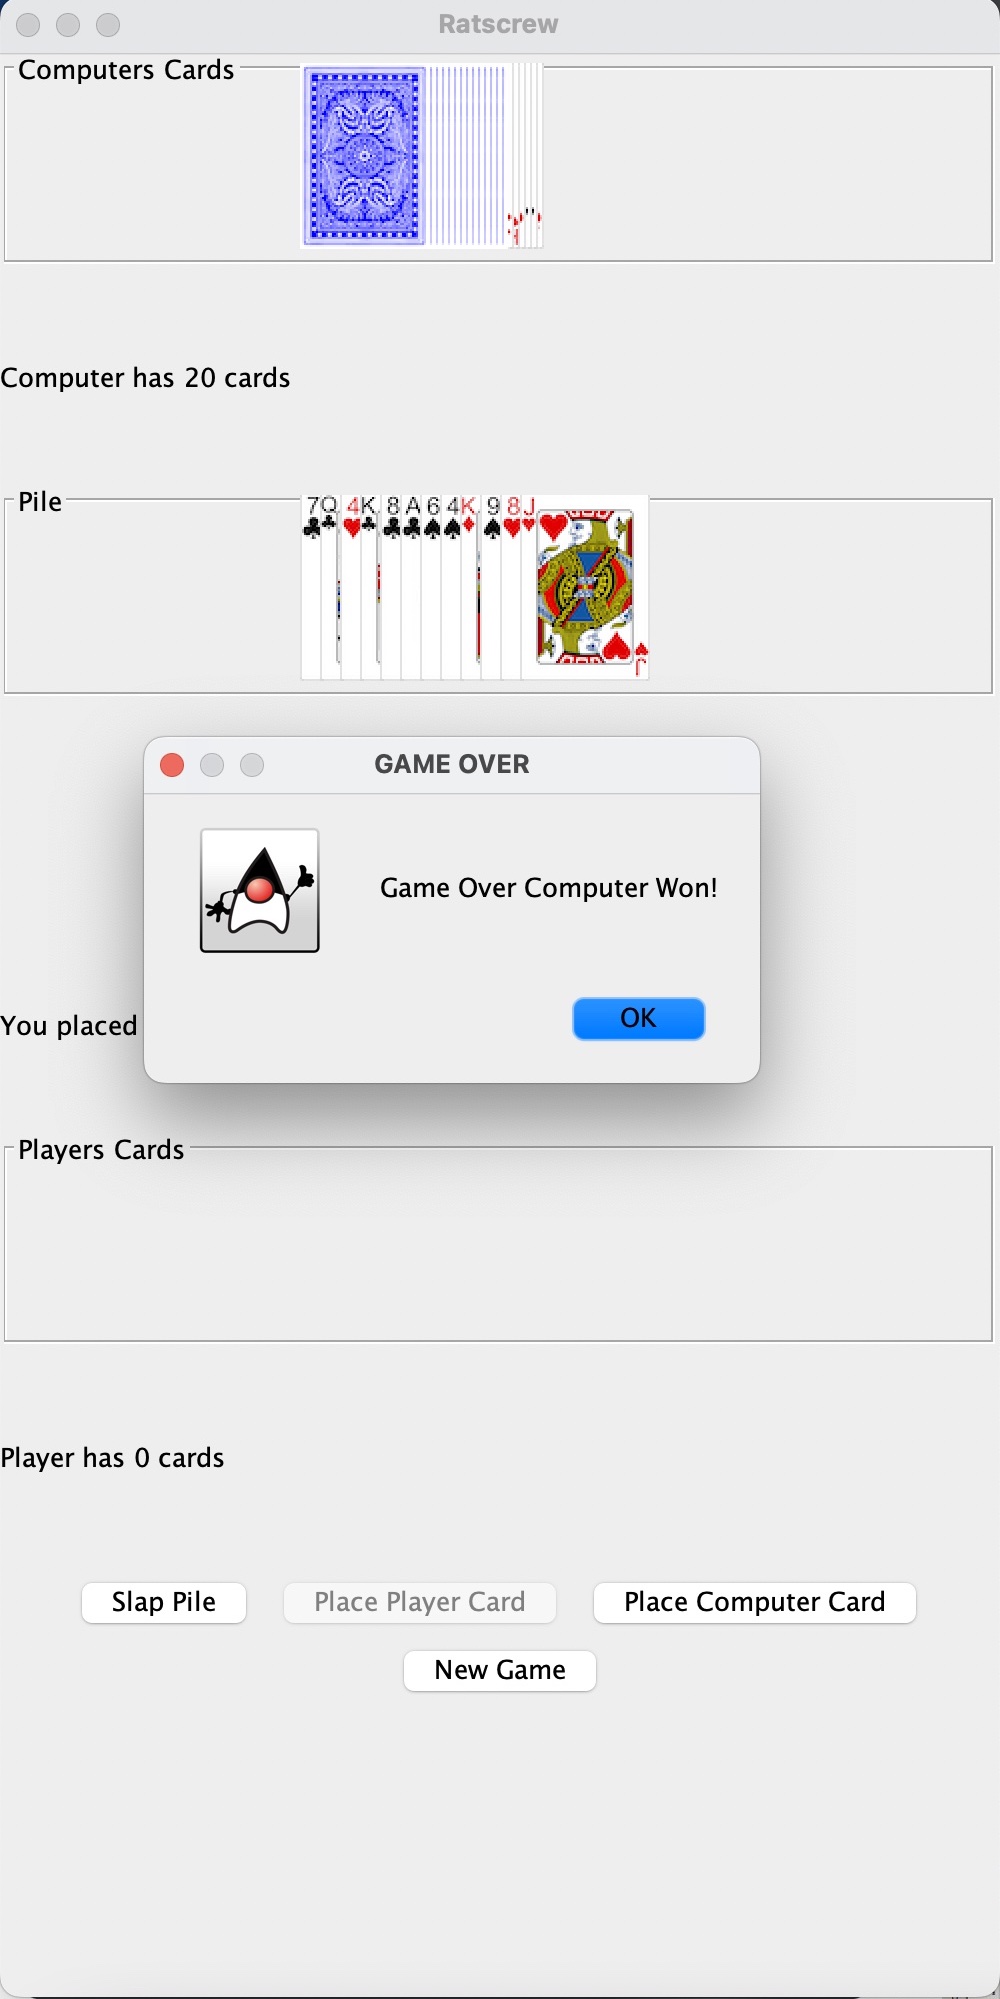 Ratscrew
Computers Cards
Computer has 20 cards
Pile
7 Q 4 K 8 A 6 4 K 9 8 J
GAME OVER
Game Over Computer Won!
OK
You placed
Players Cards
Player has 0 cards
Slap Pile Place Player Card Place Computer Card
New Game